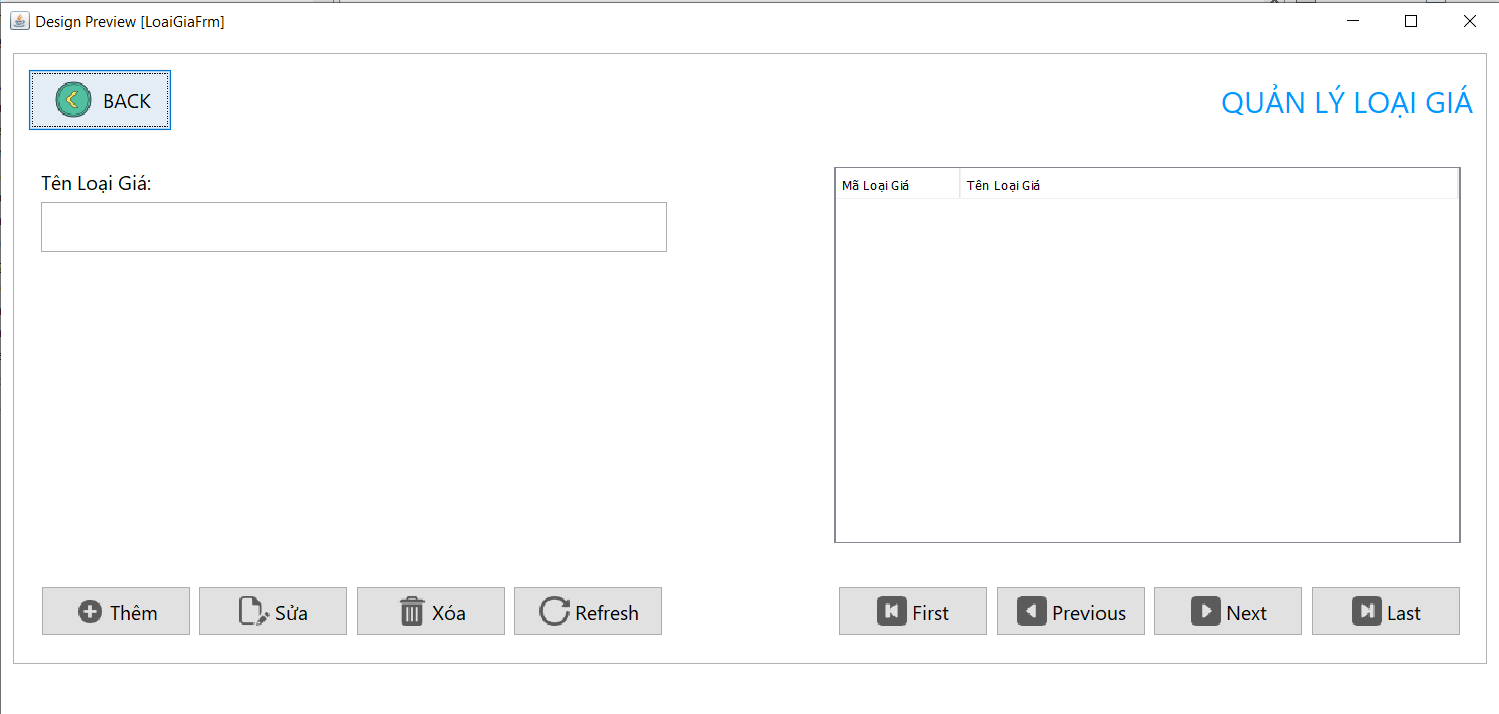 Design Preview [LoaiGiaFrm]
BACK
QUẢN LÝ LOẠI GIÁ
Tên Loại Giá:
Mã Loại Giá Tên Loại Giá
Thêm Sửa Xóa Refresh First Previous Next Last